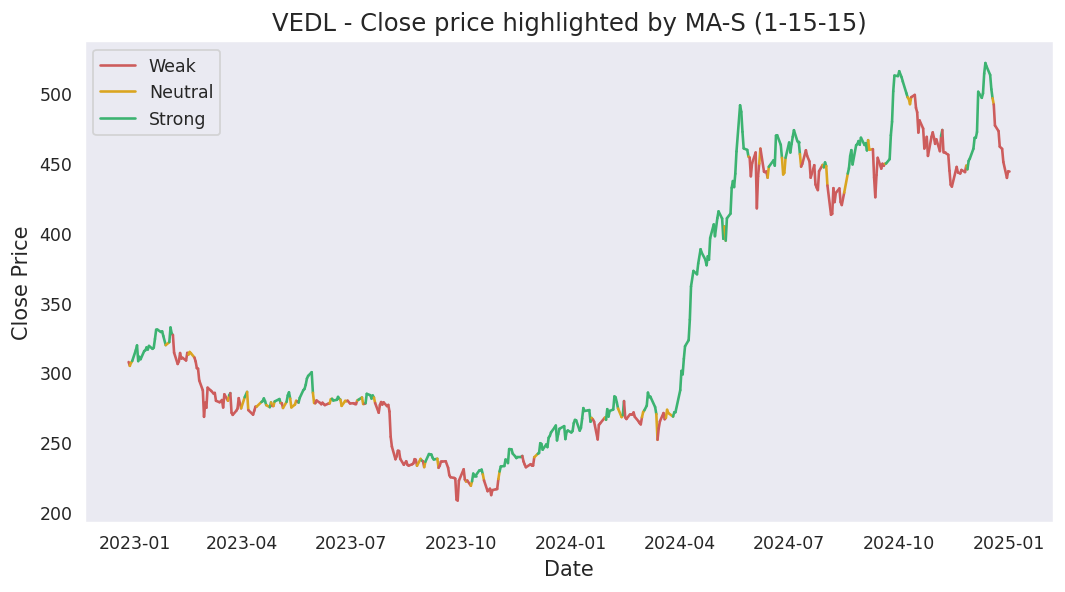 VEDL - Close price highlighted by MA-S (1-15-15)
Weak
Neutral
Strong
Close Price
500
450
400
350
300
250
200
2023-01 2023-04 2023-07 2023-10 2024-01 2024-04 2024-07 2024-10 2025-01
Date